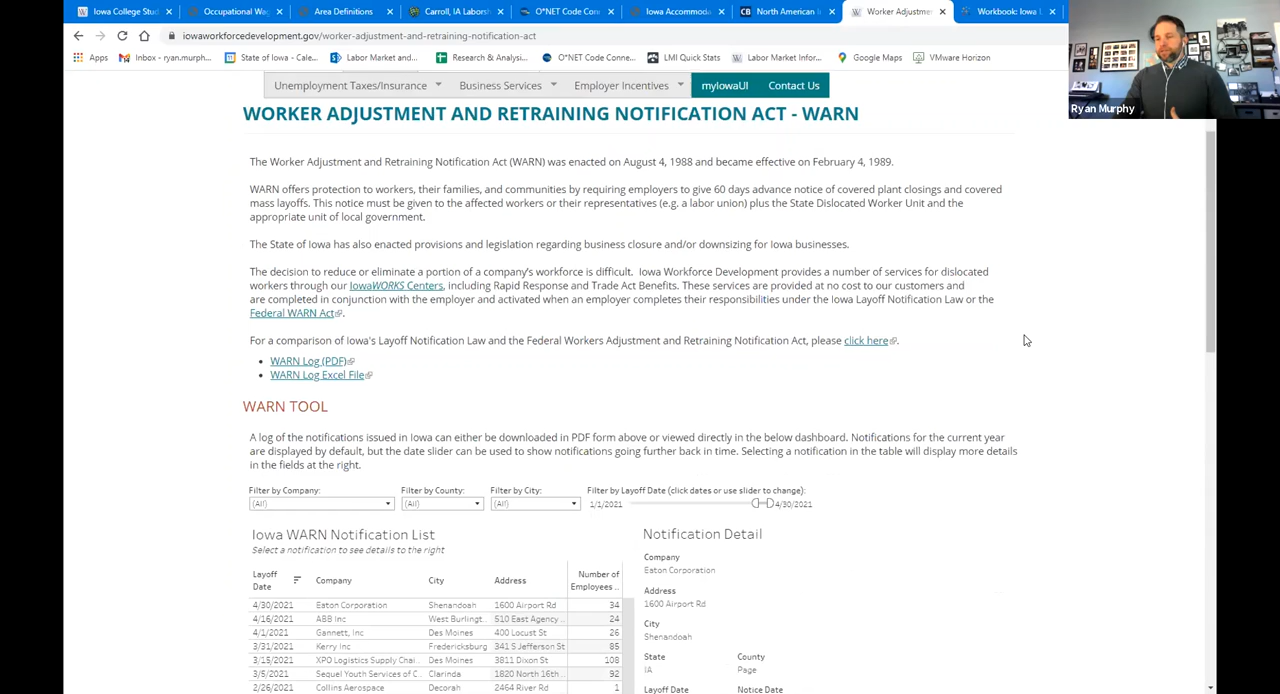 Iowa College Stud
Occupational Wag
Area Definitions
Carroll, IA Laborsh
O*NET Code Con
Iowa Accommoda
North American I
Worker Adjustme
Workbook: Iowa L
iowaworkforcedevelopment.gov/worker-adjustment-and-retraining-notification-act
Apps
Inbox - ryan.murph...
State of Iowa - Cale...
Labor Market and...
Research & Analysi...
O*NET Code Conne...
LMI Quick Stats
Labor Market Infor...
Google Maps
VMware Horizon
Ryan Murphy
Unemployment Taxes/Insurance
Business Services
Employer Incentives
myIowaUI
Contact Us
WORKER ADJUSTMENT AND RETRAINING NOTIFICATION ACT - WARN
The Worker Adjustment and Retraining Notification Act (WARN) was enacted on August 4, 1988 and became effective on February 4, 1989.
WARN offers protection to workers, their families, and communities by requiring employers to give 60 days advance notice of covered plant closings and covered
mass layoffs. This notice must be given to the affected workers or their representatives (e.g. a labor union) plus the State Dislocated Worker Unit and the
appropriate unit of local government.
The State of Iowa has also enacted provisions and legislation regarding business closure and/or downsizing for Iowa businesses.
The decision to reduce or eliminate a portion of a company's workforce is difficult. Iowa Workforce Development provides a number of services for dislocated
workers through our IowaWORKS Centers, including Rapid Response and Trade Act Benefits. These services are provided at no cost to our customers and
are completed in conjunction with the employer and activated when an employer completes their responsibilities under the Iowa Layoff Notification Law or the
Federal WARN Act.
For a comparison of Iowa's Layoff Notification Law and the Federal Workers Adjustment and Retraining Notification Act, please click here.
• WARN Log (PDF)
• WARN Log Excel File
WARN TOOL
A log of the notifications issued in Iowa can either be downloaded in PDF form above or viewed directly in the below dashboard. Notifications for the current year
are displayed by default, but the date slider can be used to show notifications going further back in time. Selecting a notification in the table will display more details
in the fields at the right.
Filter by Company: Filter by County: Filter by City: Filter by Layoff Date (click dates or use slider to change):
(All) (All) (All) 1/1/2021 4/30/2021
Iowa WARN Notification List
Select a notification to see details to the right
Layoff Date Company City Address Number of Employees ..
4/30/2021 Eaton Corporation Shenandoah 1600 Airport Rd 34
4/16/2021 ABB Inc West Burlingt.. 510 East Agency .. 24
4/1/2021 Gannett, Inc Des Moines 400 Locust St 26
3/31/2021 Kerry Inc Fredericksburg 341 S Jefferson St 85
3/15/2021 XPO Logistics Supply Chai.. Des Moines 3811 Dixon St 108
3/5/2021 Sequel Youth Services of C.. Clarinda 1820 North 16th.. 92
2/26/2021 Collins Aerospace Decorah 2464 River Rd 1
Notification Detail
Company
Eaton Corporation
Address
1600 Airport Rd
City
Shenandoah
State County
IA Page
Layoff Date Notice Date